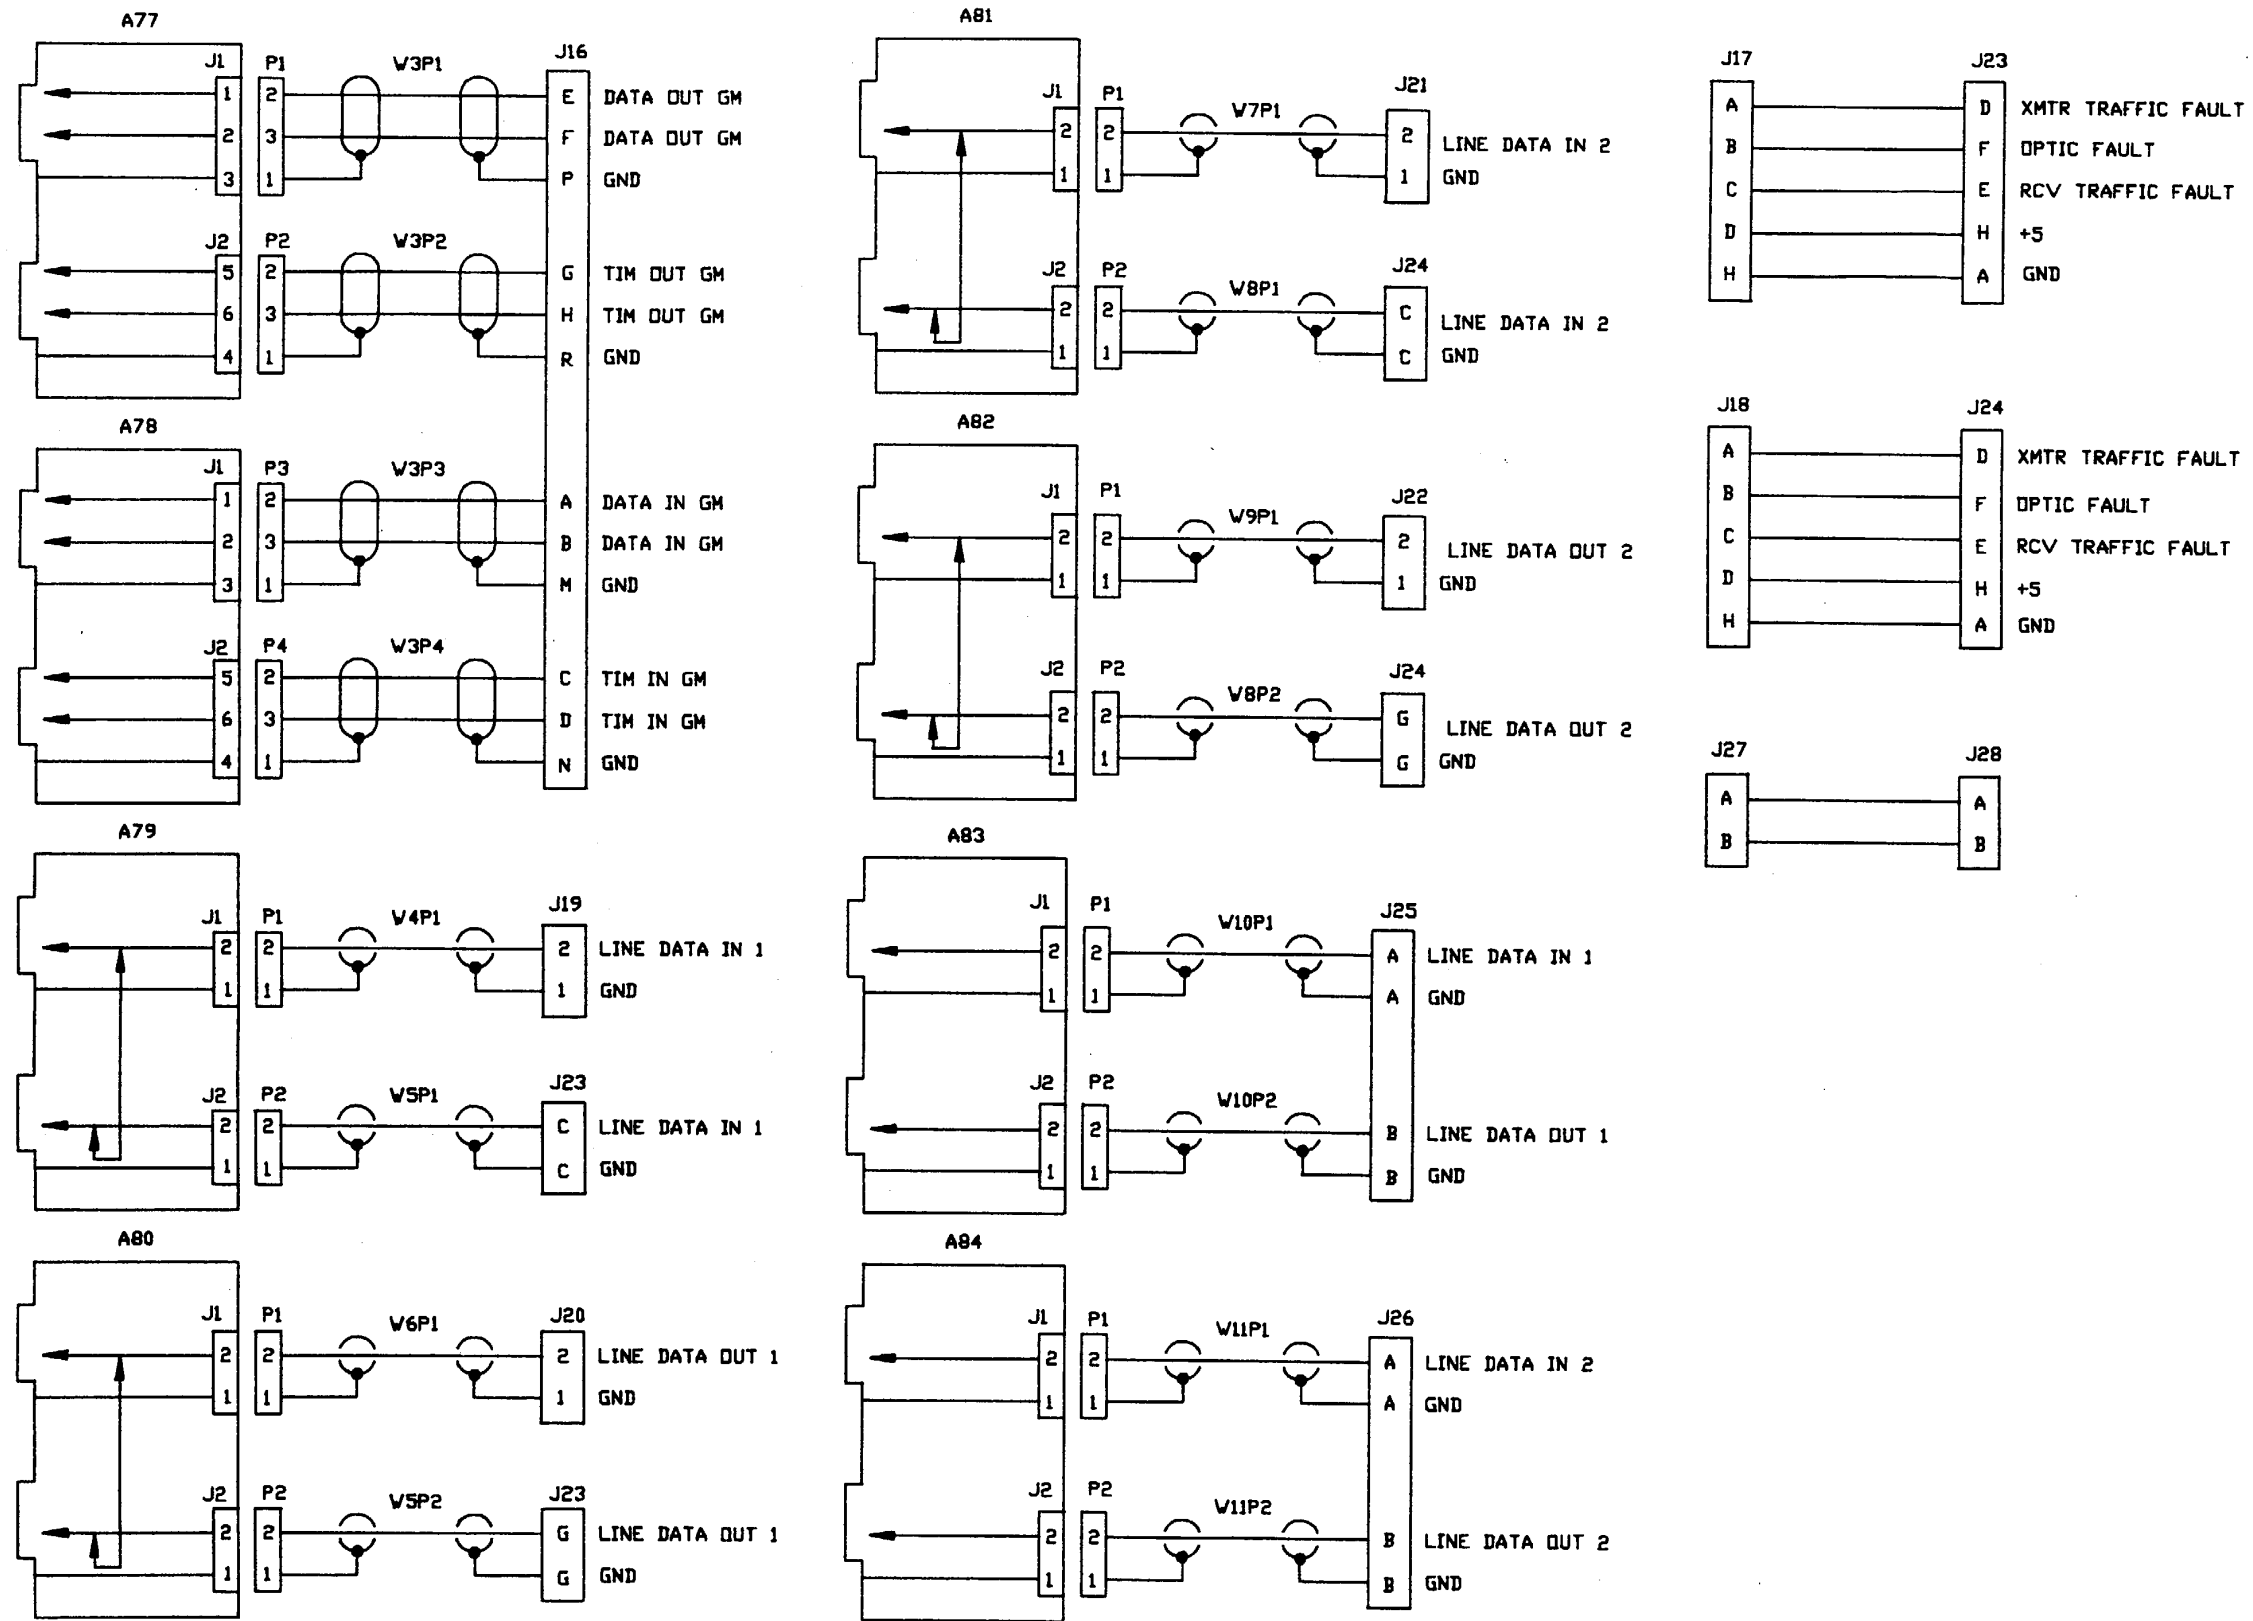 A77
J1 P1 W3P1 J16
1 2 E DATA OUT GM
2 3 F DATA OUT GM
3 1 P GND
J2 P2 W3P2
5 2 G TIM OUT GM
6 3 H TIM OUT GM
4 1 R GND
A78
J1 P3 W3P3
1 2 A DATA IN GM
2 3 B DATA IN GM
3 1 M GND
J2 P4 W3P4
5 2 C TIM IN GM
6 3 D TIM IN GM
4 1 N GND
A79
J1 P1 W4P1 J19
2 2 2 LINE DATA IN 1
1 1 1 GND
J2 P2 W5P1 J23
2 2 C LINE DATA IN 1
1 1 C GND
A80
J1 P1 W6P1 J20
2 2 2 LINE DATA OUT 1
1 1 1 GND
J2 P2 W5P2 J23
2 2 G LINE DATA OUT 1
1 1 G GND
A81
J1 P1 W7P1 J21
2 2 2 LINE DATA IN 2
1 1 1 GND
J2 P2 W8P1 J24
2 2 C LINE DATA IN 2
1 1 C GND
A82
J1 P1 W9P1 J22
2 2 2 LINE DATA OUT 2
1 1 1 GND
J2 P2 W8P2 J24
2 2 G LINE DATA OUT 2
1 1 G GND
A83
J1 P1 W10P1 J25
2 2 A LINE DATA IN 1
1 1 A GND
J2 P2 W10P2
2 2 B LINE DATA OUT 1
1 1 B GND
A84
J1 P1 W11P1 J26
2 2 A LINE DATA IN 2
1 1 A GND
J2 P2 W11P2
2 2 B LINE DATA OUT 2
1 1 B GND
J17 J23
A D XMTR TRAFFIC FAULT
B F OPTIC FAULT
C E RCV TRAFFIC FAULT
D H +5
H A GND
J18 J24
A D XMTR TRAFFIC FAULT
B F OPTIC FAULT
C E RCV TRAFFIC FAULT
D H +5
H A GND
J27 J28
A A
B B